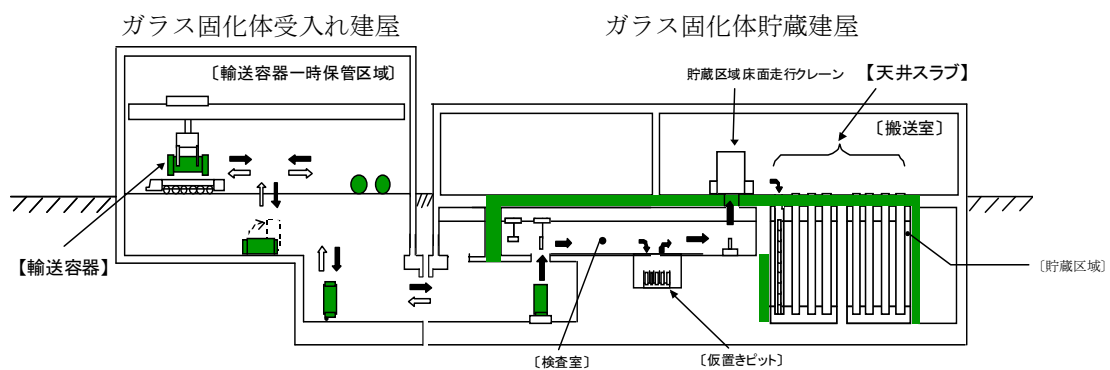 ガラス固化体受入れ建屋
ガラス固化体貯蔵建屋
〔輸送容器一時保管区域〕
貯蔵区域床面走行クレーン
【天井スラブ】
〔搬送室〕
【輸送容器】
〔貯蔵区域〕
〔検査室〕
〔仮置きピット〕